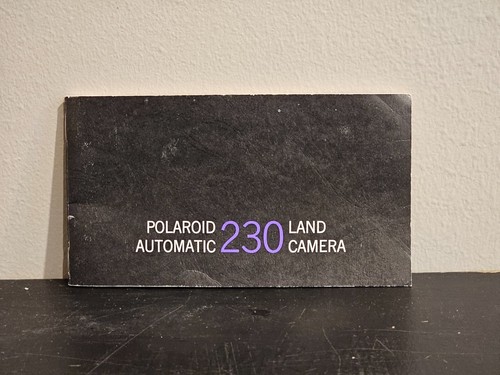 POLAROID 230 LAND
AUTOMATIC CAMERA